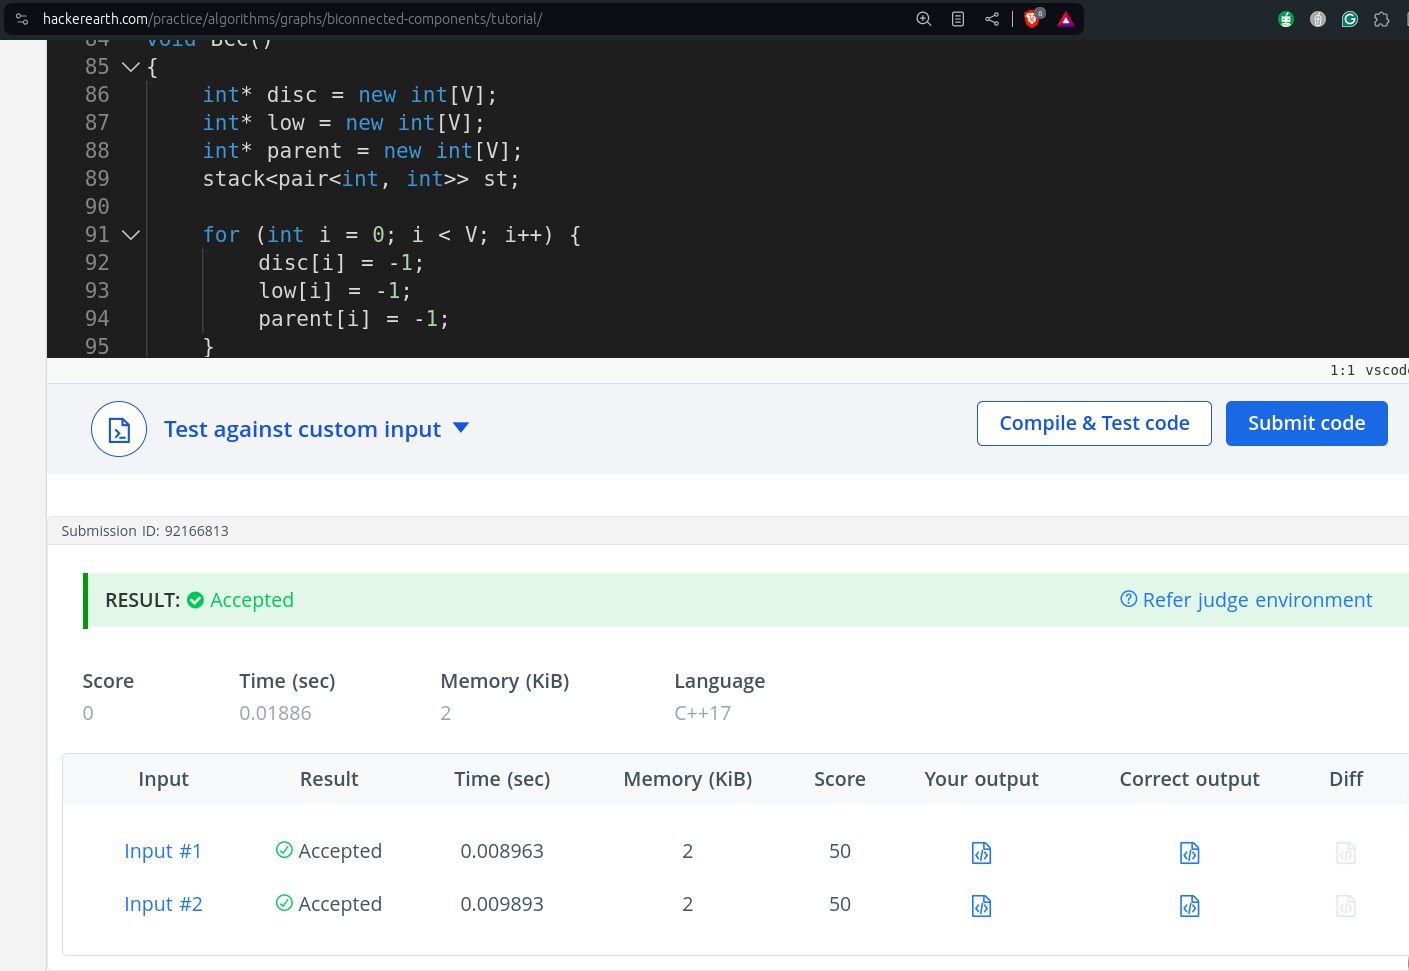 hackerearth.com/practice/algorithms/graphs/biconnected-components/tutorial/
6
84 void BCC()
85 {
86 int* disc = new int[V];
87 int* low = new int[V];
88 int* parent = new int[V];
89 stack<pair<int, int>> st;
90
91 for (int i = 0; i < V; i++) {
92 disc[i] = -1;
93 low[i] = -1;
94 parent[i] = -1;
95 }
1:1 vscod
Test against custom input
Compile & Test code
Submit code
Submission ID: 92166813
RESULT: Accepted
Refer judge environment
Score Time (sec) Memory (KiB) Language
0 0.01886 2 C++17
Input Result Time (sec) Memory (KiB) Score Your output Correct output Diff
Input #1 Accepted 0.008963 2 50
Input #2 Accepted 0.009893 2 50